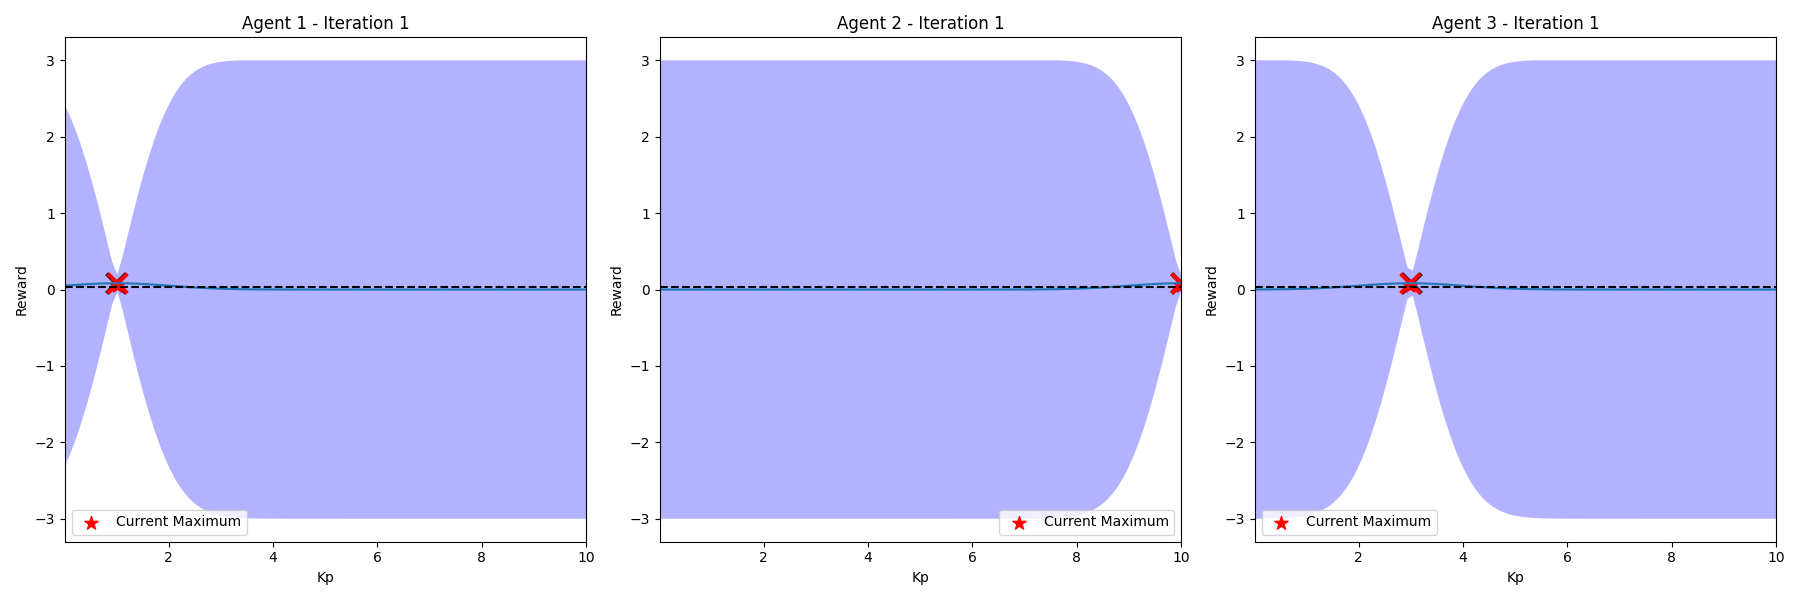 Agent 1 - Iteration 1
Reward
3
2
1
0
−1
−2
−3
Current Maximum
2 4 6 8 10
Kp
Agent 2 - Iteration 1
Reward
3
2
1
0
−1
−2
−3
Current Maximum
2 4 6 8 10
Kp
Agent 3 - Iteration 1
Reward
3
2
1
0
−1
−2
−3
Current Maximum
2 4 6 8 10
Kp